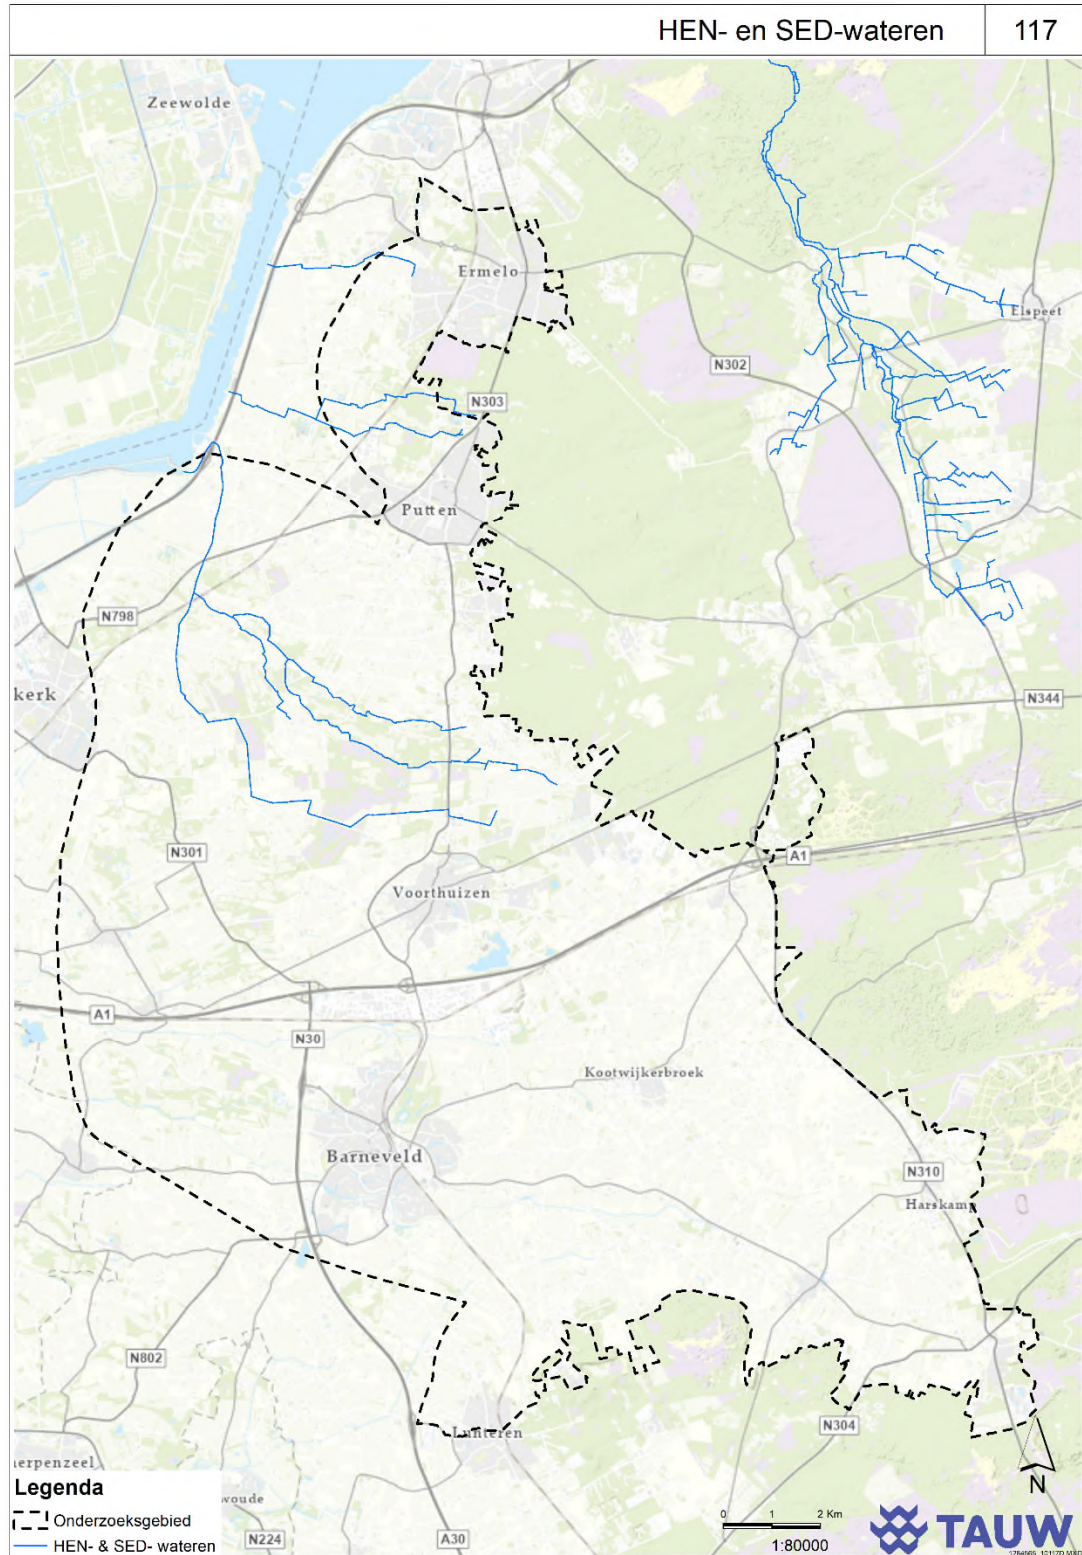 HEN- en SED-wateren 117
Zeewolde
Ermelo
Elspeet
N302
N303
Putten
N798
kerk
N344
N301
A1
Voorthuizen
A1
N30
Kootwijkerbroek
Barneveld
N310
Harskamp
N802
N304
Lunteren
erpenzeel
Legenda
woude
Onderzoeksgebied
N224
A30
HEN- & SED- wateren
0 1 2 Km
1:80000
N
TAUW